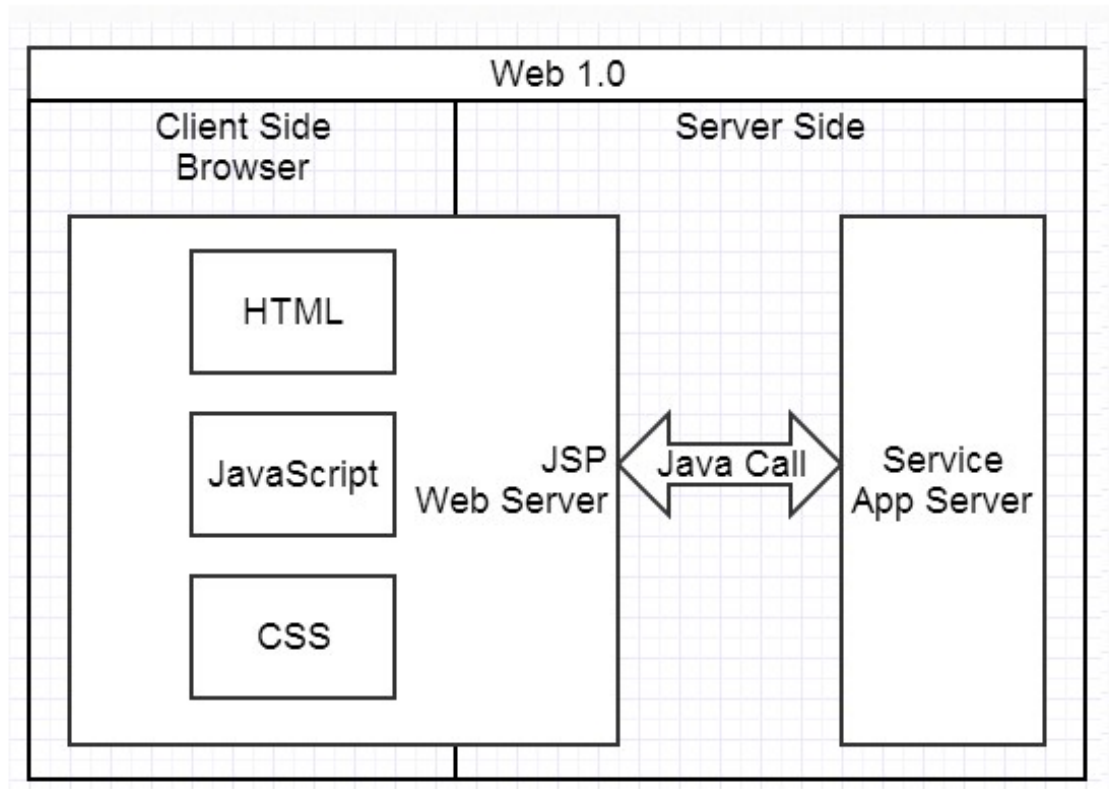 Web 1.0
Client Side
Browser
Server Side
HTML
JavaScript
CSS
JSP
Web Server
Java Call
Service
App Server